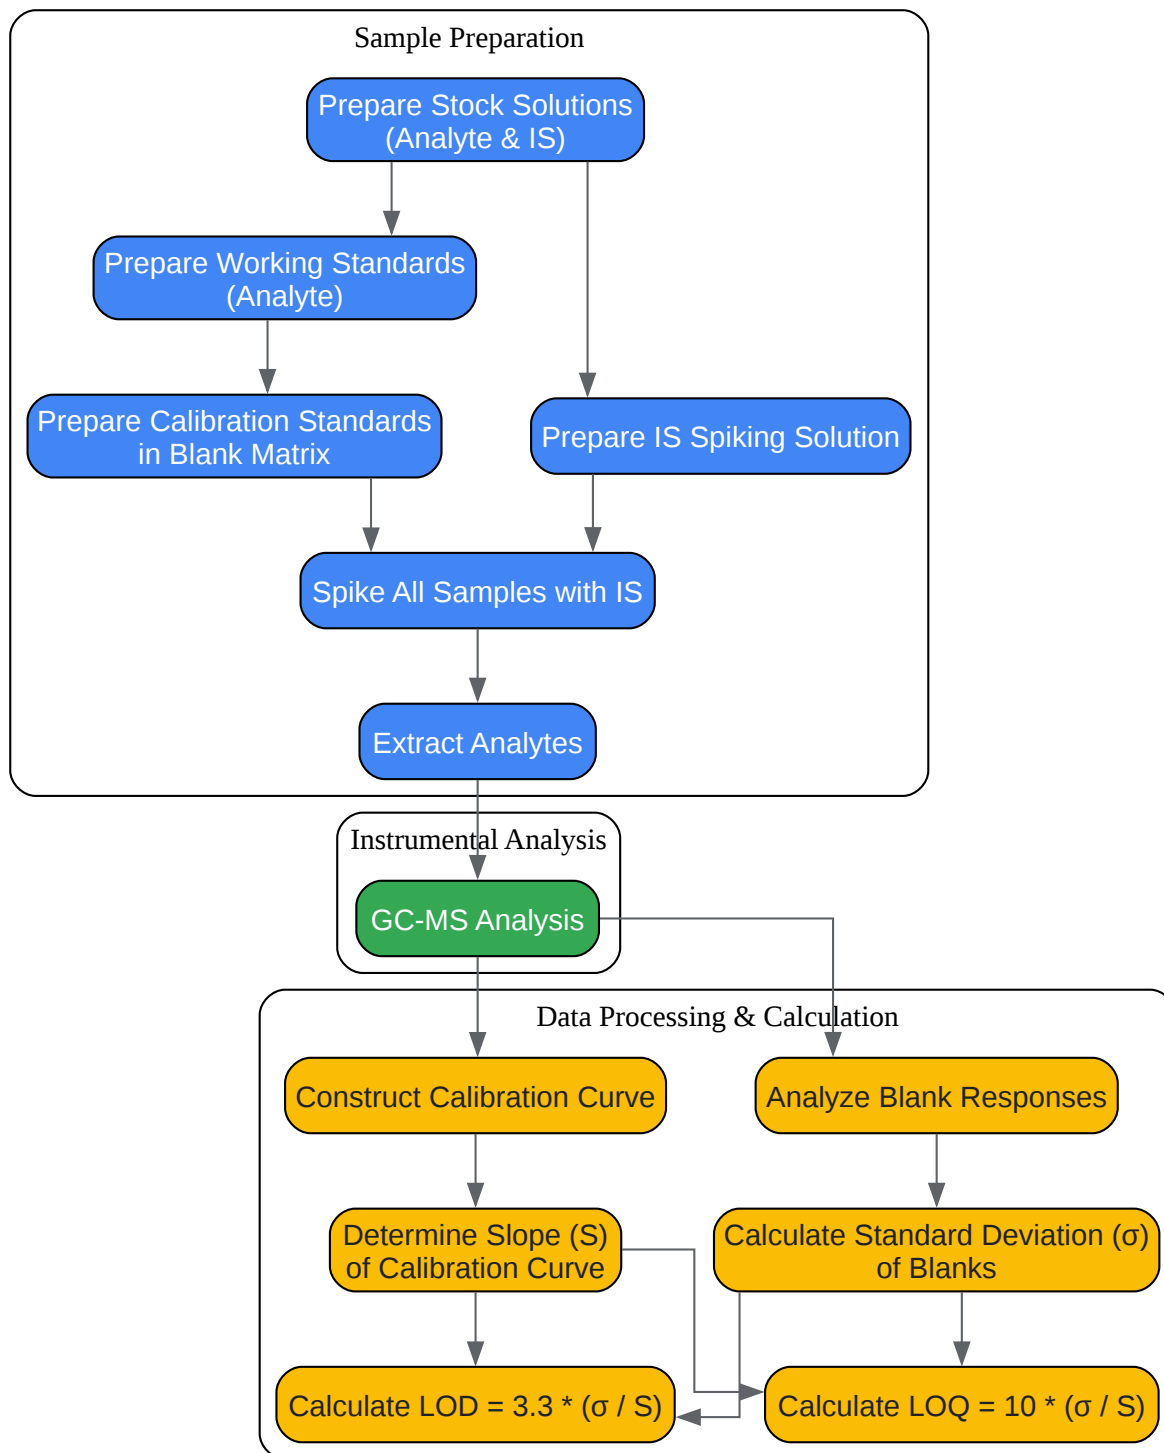 Sample Preparation
Prepare Stock Solutions
(Analyte & IS)
Prepare Working Standards
(Analyte)
Prepare Calibration Standards
in Blank Matrix
Prepare IS Spiking Solution
Spike All Samples with IS
Extract Analytes
Instrumental Analysis
GC-MS Analysis
Data Processing & Calculation
Construct Calibration Curve
Analyze Blank Responses
Determine Slope (S)
of Calibration Curve
Calculate Standard Deviation (σ)
of Blanks
Calculate LOD = 3.3 * (σ / S)
Calculate LOQ = 10 * (σ / S)